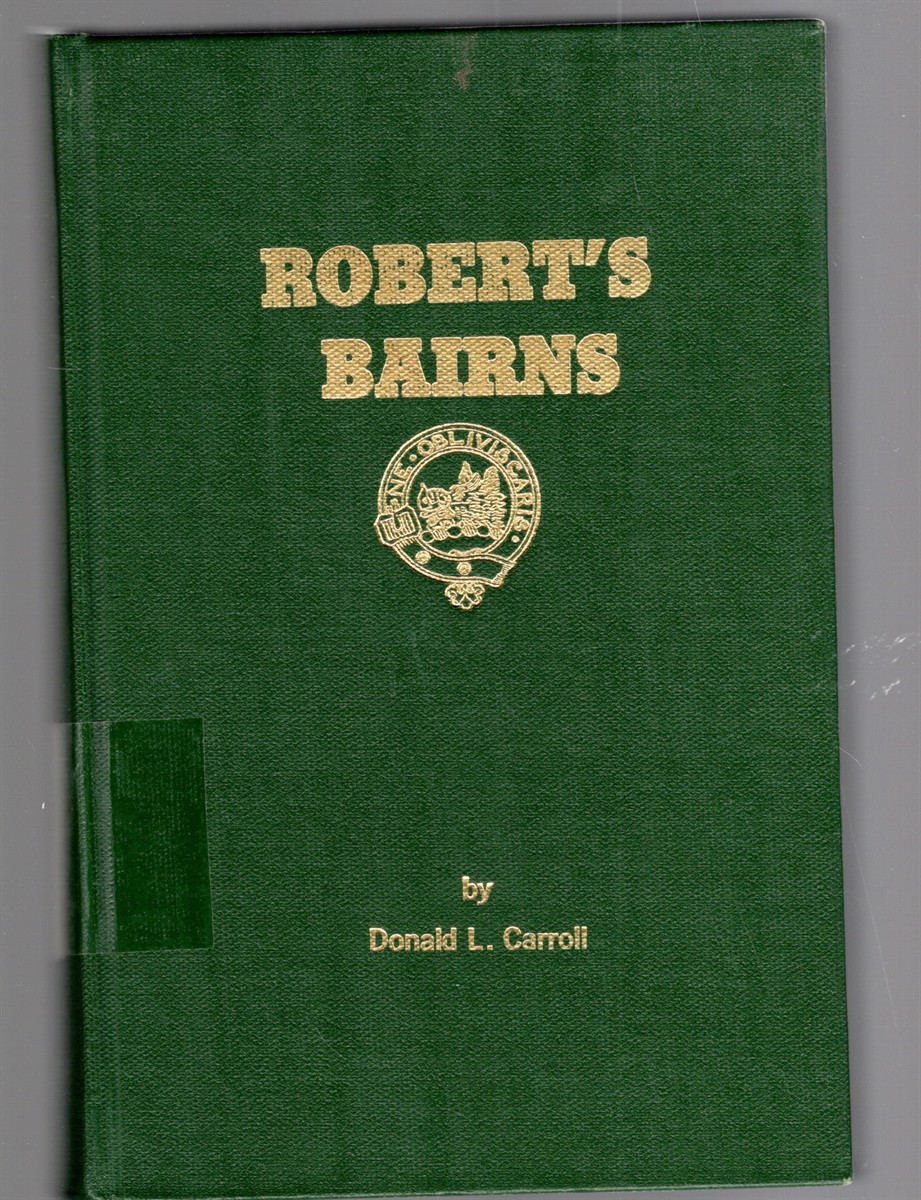 ROBERT'S
BAIRNS
NE · OBLIVISCARIS ·
by
Donald L. Carroll